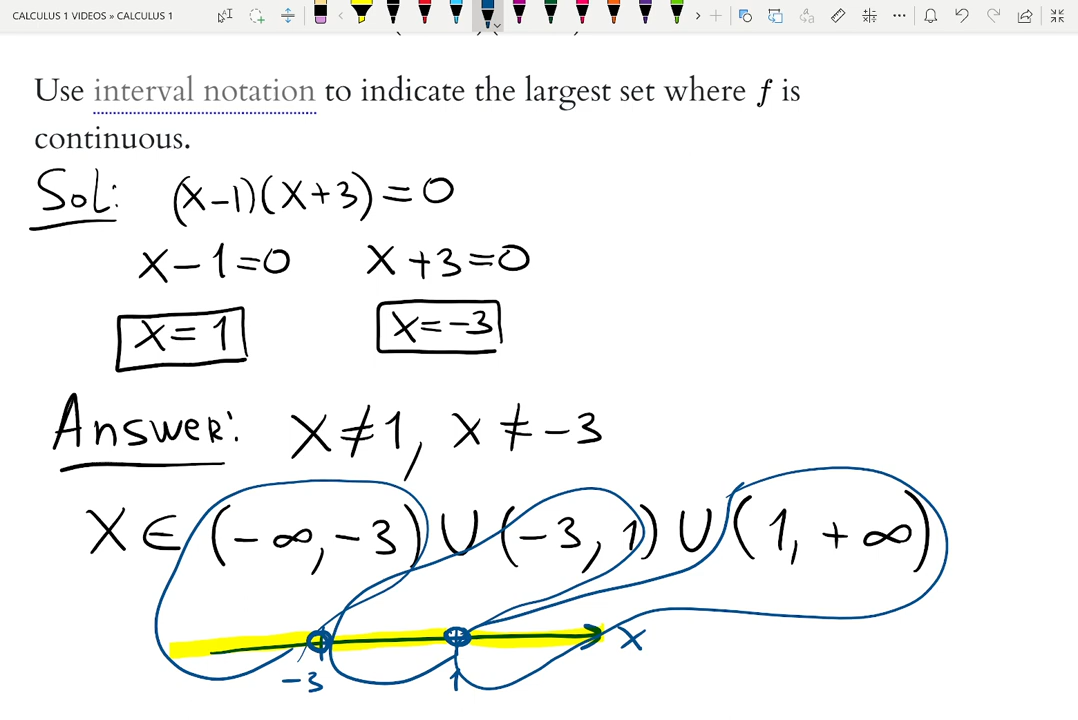 CALCULUS 1 VIDEOS » CALCULUS 1
Use interval notation to indicate the largest set where f is
continuous.
Sol: (x-1)(x+3)=0
x-1=0 x+3=0
x=1 x=-3
Answer: x≠1, x≠-3
x∈(-∞,-3)∪(-3,1)∪(1,+∞)
x
-3 1